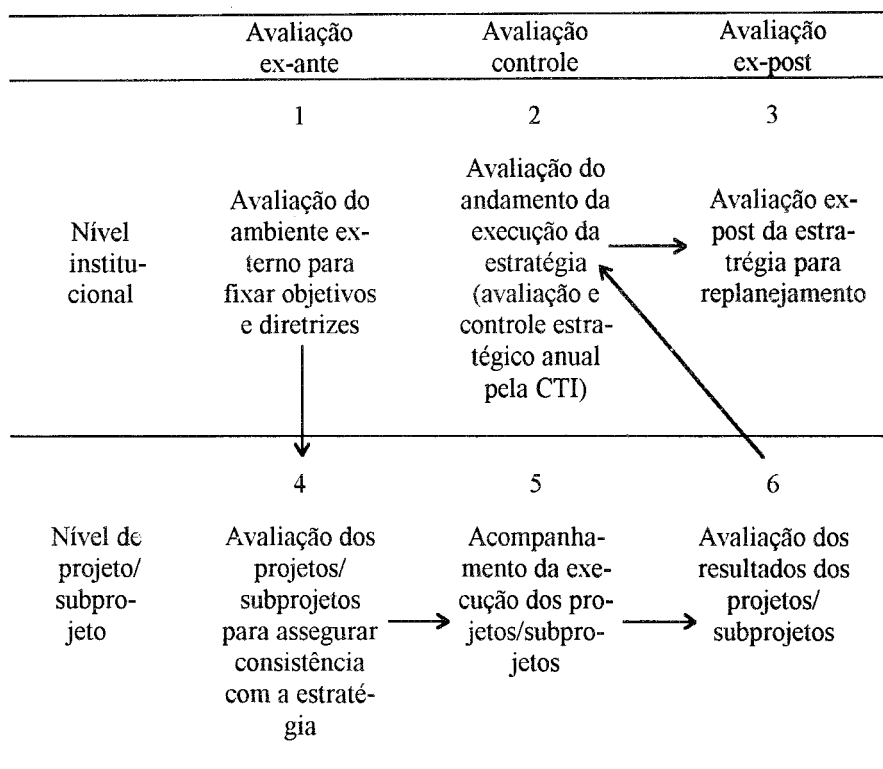 Avaliação
ex-ante
Avaliação
controle
Avaliação
ex-post
1
2
3
Nível
institu-
cional
Avaliação do
ambiente ex-
terno para
fixar objetivos
e diretrizes
Avaliação do
andamento da
execução da
estratégia
(avaliação e
controle estra-
tégico anual
pela CTI)
Avaliação ex-
post da estra-
trégia para
replanejamento
4
5
6
Nível de
projeto/
subpro-
jeto
Avaliação dos
projetos/
subprojetos
para assegurar
consistência
com a estraté-
gia
Acompanha-
mento da exe-
cução dos pro-
jetos/subpro-
jetos
Avaliação dos
resultados dos
projetos/
subprojetos